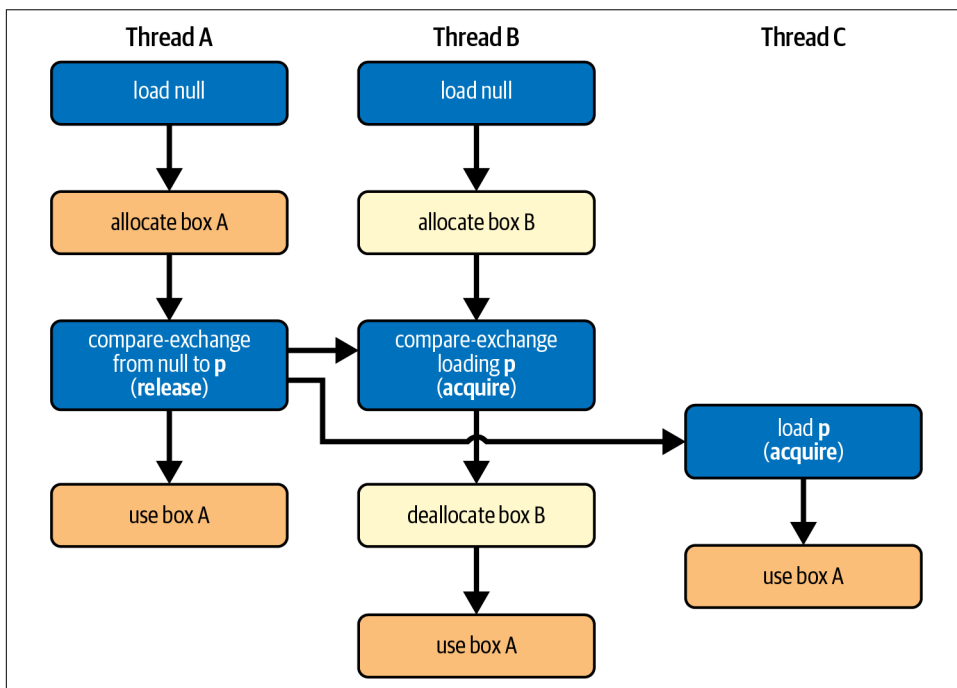 Thread A
Thread B
Thread C
load null
load null
allocate box A
allocate box B
compare-exchange
from null to p
(release)
compare-exchange
loading p
(acquire)
load p
(acquire)
use box A
deallocate box B
use box A
use box A